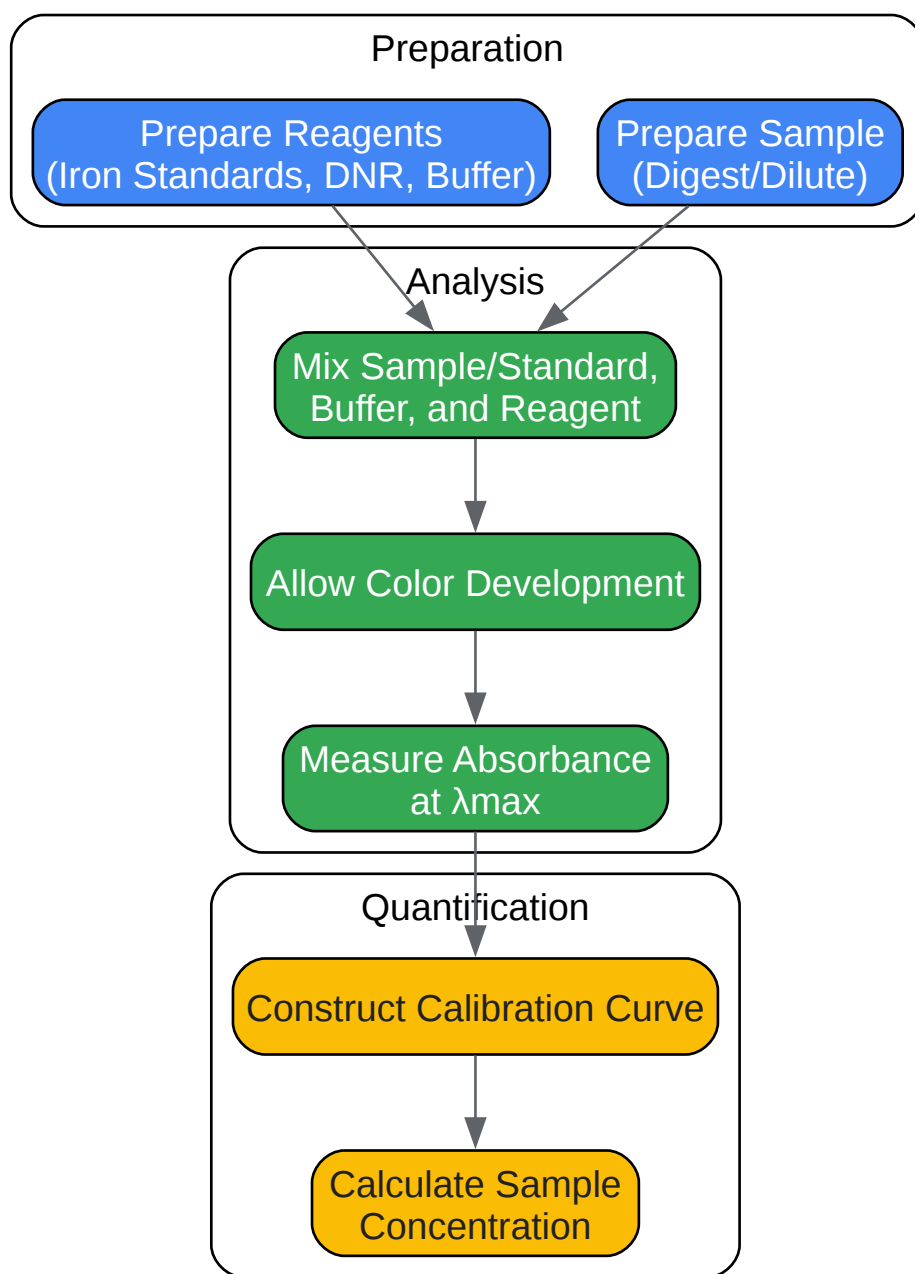 Preparation
Prepare Reagents
(Iron Standards, DNR, Buffer)
Prepare Sample
(Digest/Dilute)
Analysis
Mix Sample/Standard,
Buffer, and Reagent
Allow Color Development
Measure Absorbance
at λmax
Quantification
Construct Calibration Curve
Calculate Sample
Concentration